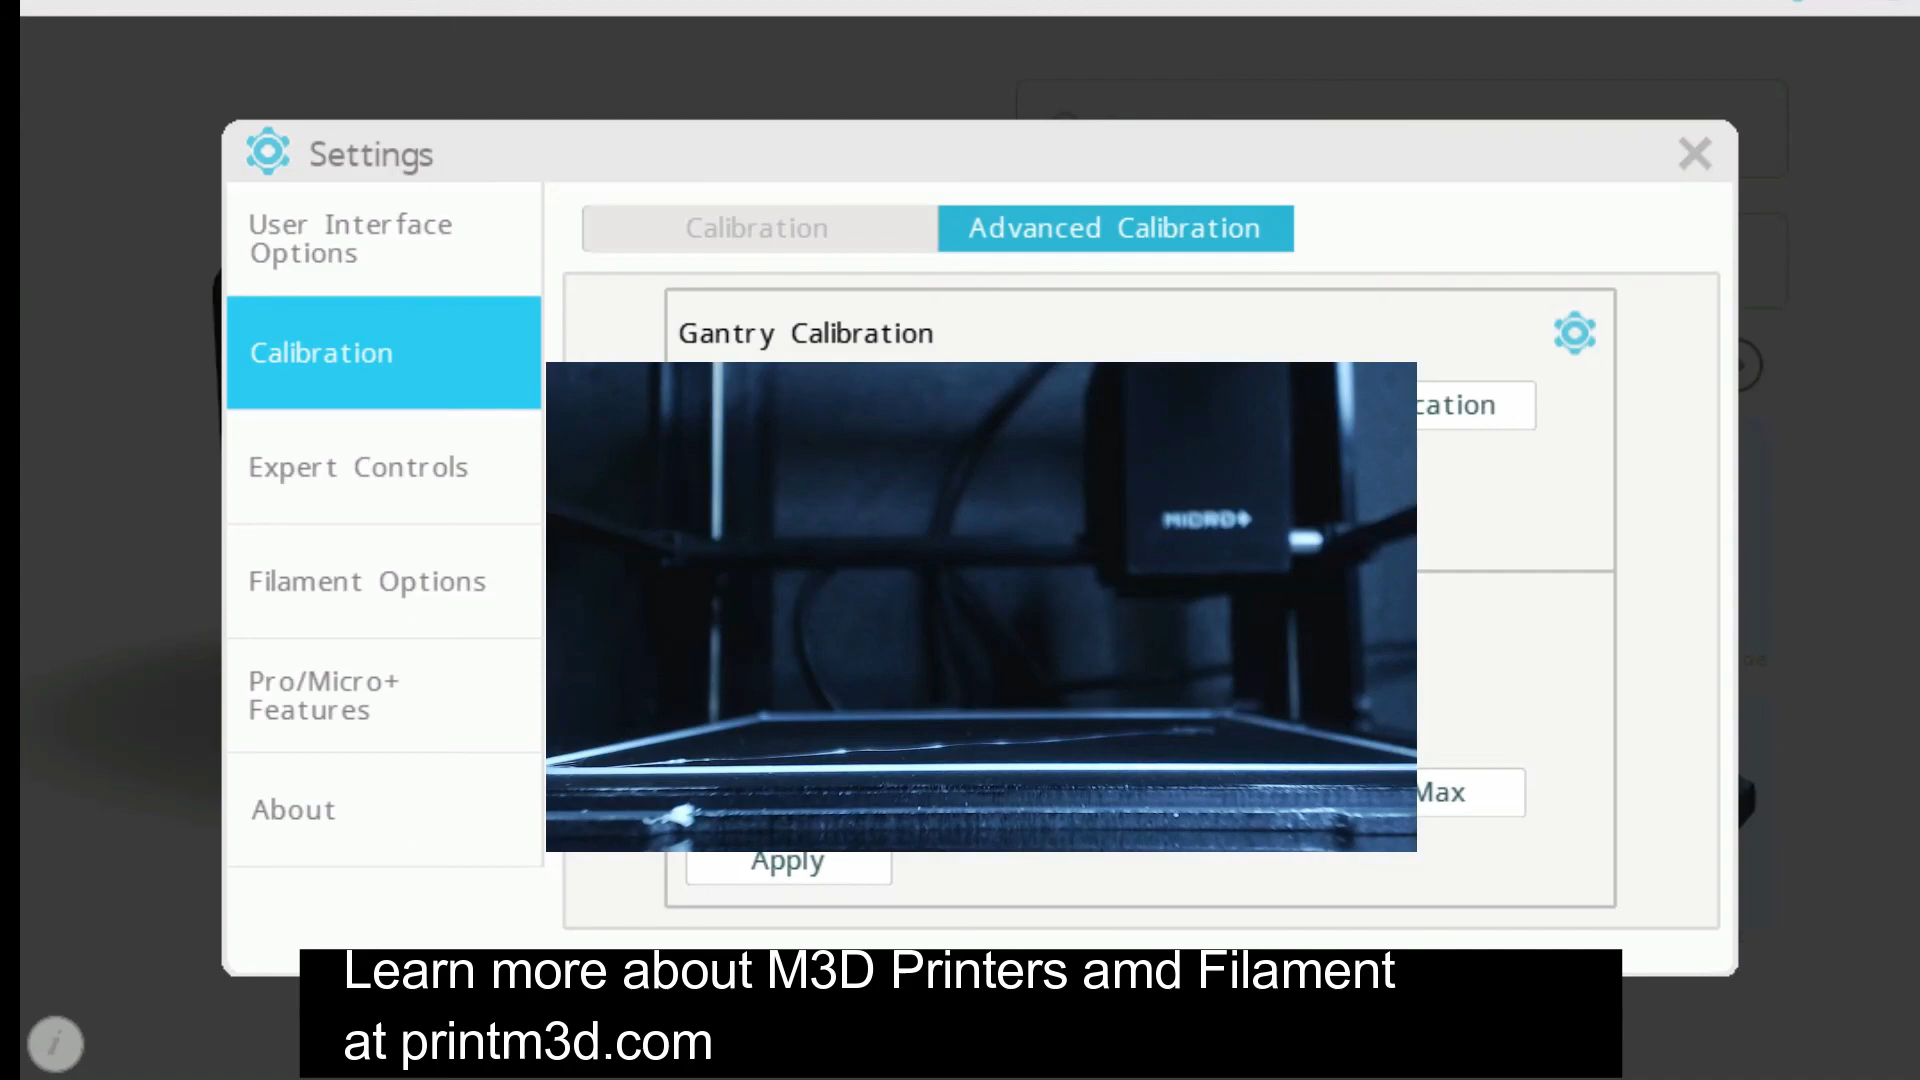 Settings
User Interface
Options
Calibration
Expert Controls
Filament Options
Pro/Micro+
Features
About
Calibration
Advanced Calibration
Gantry Calibration
cation
MICRO+
Max
Apply
Learn more about M3D Printers amd Filament
at printm3d.com
i